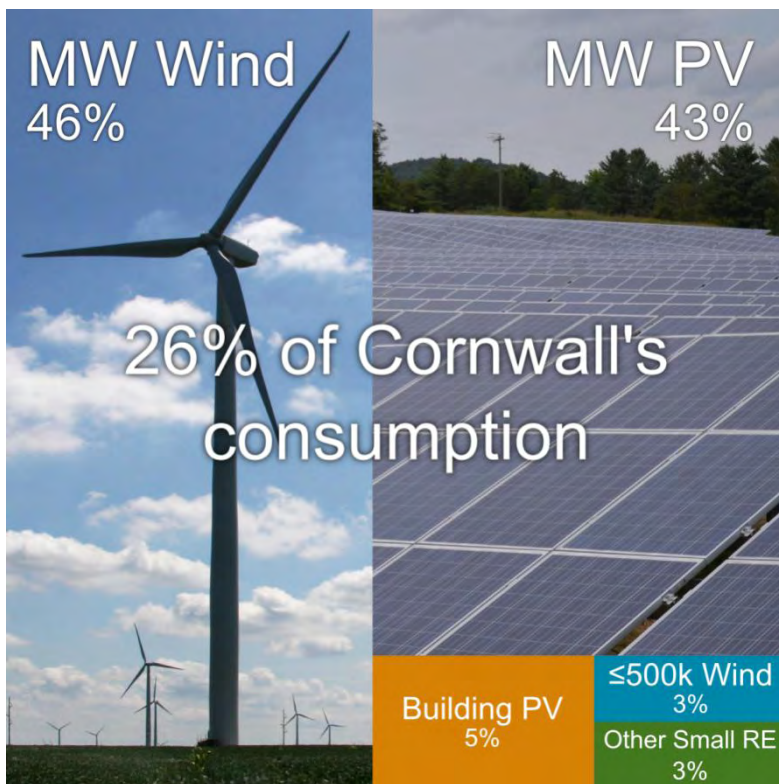 MW Wind
46%
MW PV
43%
26% of Cornwall's
consumption
Building PV
5%
≤500k Wind
3%
Other Small RE
3%